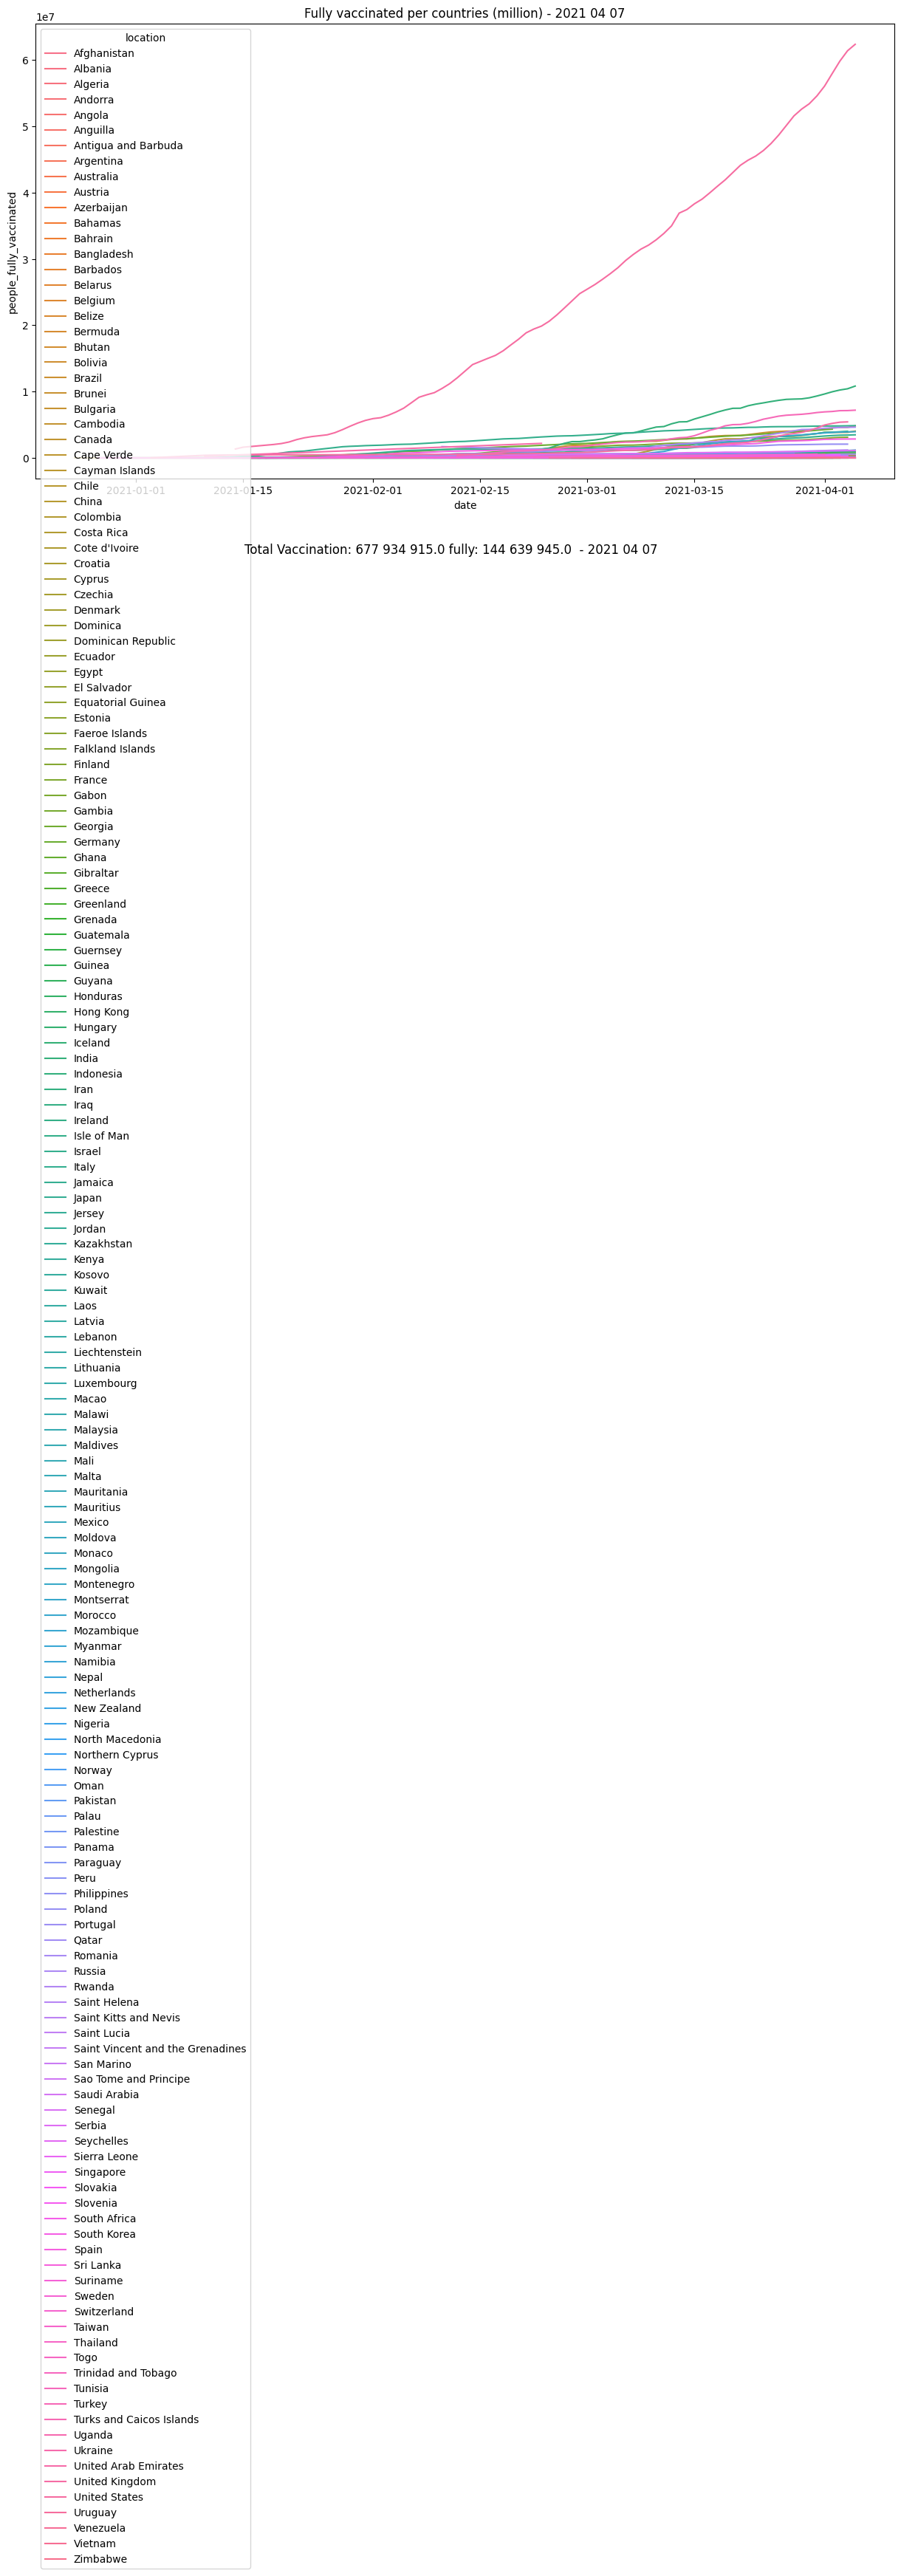 Fully vaccinated per countries (million) - 2021 04 07
1e7
6
5
4
3
2
1
0
people_fully_vaccinated
2021-01-01
2021-01-15
2021-02-01
2021-02-15
2021-03-01
2021-03-15
2021-04-01
date
Total Vaccination: 677 934 915.0 fully: 144 639 945.0  - 2021 04 07
location
Afghanistan
Albania
Algeria
Andorra
Angola
Anguilla
Antigua and Barbuda
Argentina
Australia
Austria
Azerbaijan
Bahamas
Bahrain
Bangladesh
Barbados
Belarus
Belgium
Belize
Bermuda
Bhutan
Bolivia
Brazil
Brunei
Bulgaria
Cambodia
Canada
Cape Verde
Cayman Islands
Chile
China
Colombia
Costa Rica
Cote d'Ivoire
Croatia
Cyprus
Czechia
Denmark
Dominica
Dominican Republic
Ecuador
Egypt
El Salvador
Equatorial Guinea
Estonia
Faeroe Islands
Falkland Islands
Finland
France
Gabon
Gambia
Georgia
Germany
Ghana
Gibraltar
Greece
Greenland
Grenada
Guatemala
Guernsey
Guinea
Guyana
Honduras
Hong Kong
Hungary
Iceland
India
Indonesia
Iran
Iraq
Ireland
Isle of Man
Israel
Italy
Jamaica
Japan
Jersey
Jordan
Kazakhstan
Kenya
Kosovo
Kuwait
Laos
Latvia
Lebanon
Liechtenstein
Lithuania
Luxembourg
Macao
Malawi
Malaysia
Maldives
Mali
Malta
Mauritania
Mauritius
Mexico
Moldova
Monaco
Mongolia
Montenegro
Montserrat
Morocco
Mozambique
Myanmar
Namibia
Nepal
Netherlands
New Zealand
Nigeria
North Macedonia
Northern Cyprus
Norway
Oman
Pakistan
Palau
Palestine
Panama
Paraguay
Peru
Philippines
Poland
Portugal
Qatar
Romania
Russia
Rwanda
Saint Helena
Saint Kitts and Nevis
Saint Lucia
Saint Vincent and the Grenadines
San Marino
Sao Tome and Principe
Saudi Arabia
Senegal
Serbia
Seychelles
Sierra Leone
Singapore
Slovakia
Slovenia
South Africa
South Korea
Spain
Sri Lanka
Suriname
Sweden
Switzerland
Taiwan
Thailand
Togo
Trinidad and Tobago
Tunisia
Turkey
Turks and Caicos Islands
Uganda
Ukraine
United Arab Emirates
United Kingdom
United States
Uruguay
Venezuela
Vietnam
Zimbabwe